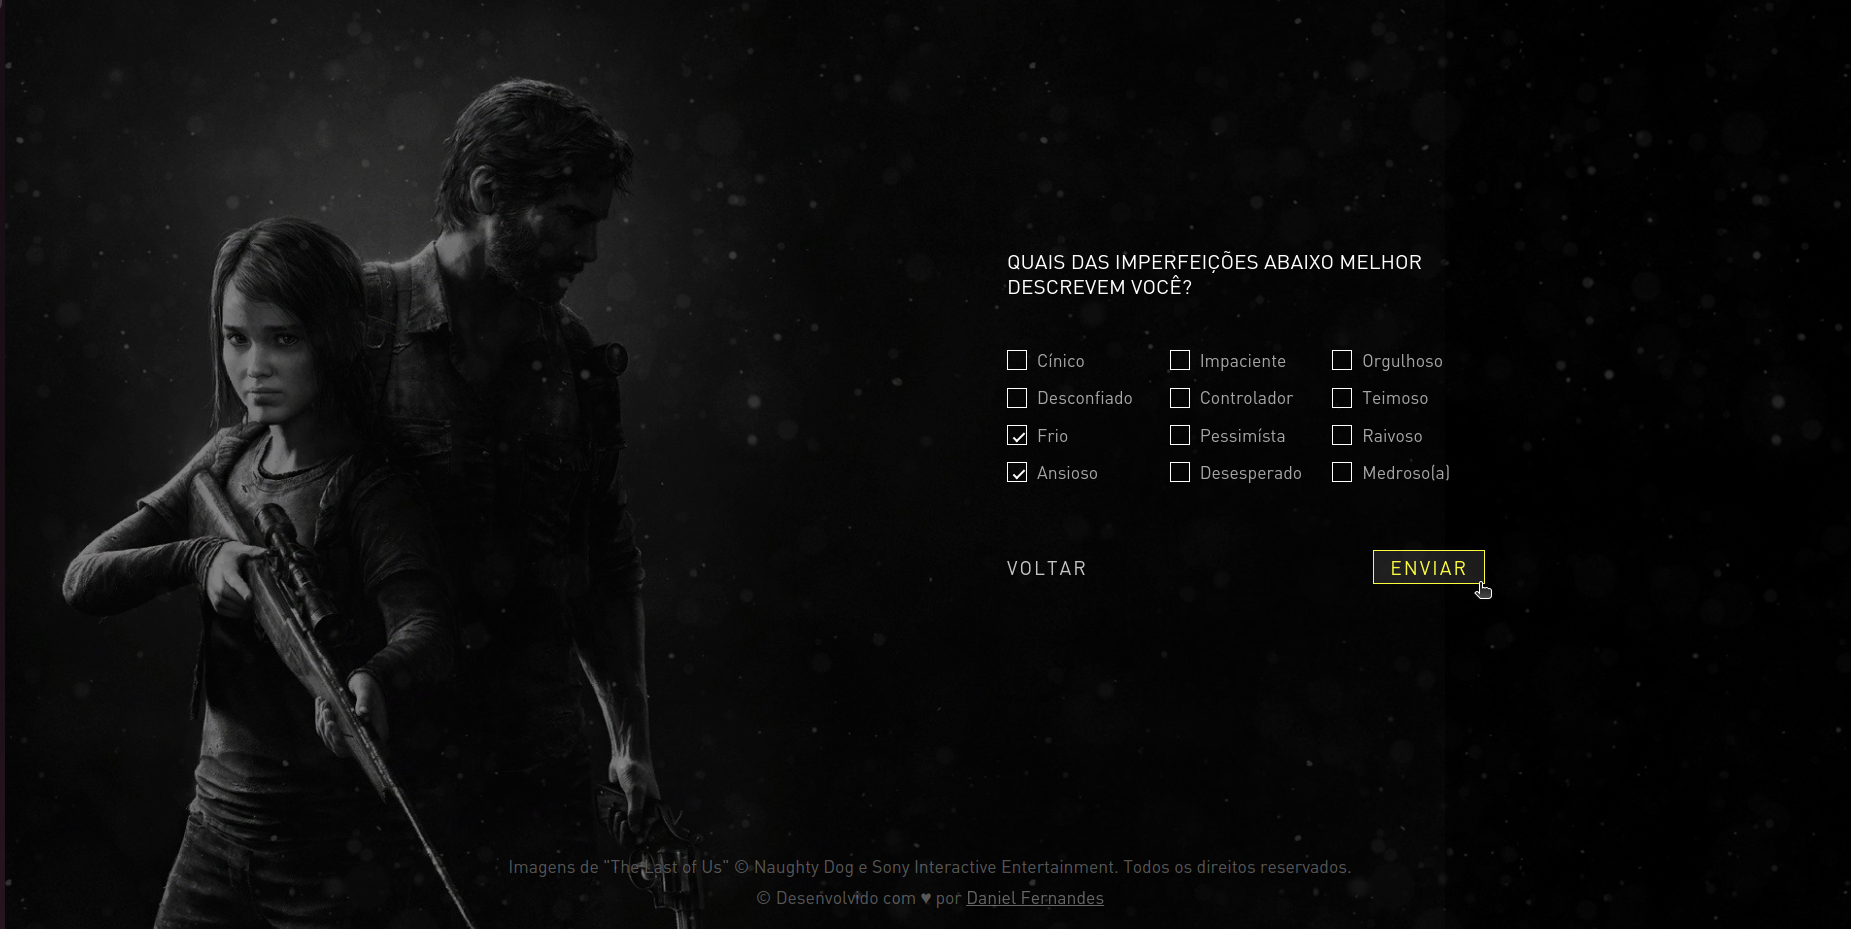 QUAIS DAS IMPERFEIÇÕES ABAIXO MELHOR
DESCREVEM VOCÊ?
Cínico
Impaciente
Orgulhoso
Desconfiado
Controlador
Teimoso
Frio
Pessimísta
Raivoso
Ansioso
Desesperado
Medroso(a)
VOLTAR
ENVIAR
Imagens de "The Last of Us" © Naughty Dog e Sony Interactive Entertainment. Todos os direitos reservados.
© Desenvolvido com ♥ por Daniel Fernandes